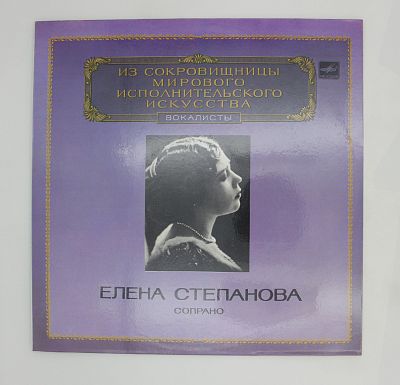 ИЗ СОКРОВИЩНИЦЫ
МИРОВОГО
ИСПОЛНИТЕЛЬСКОГО
ИСКУССТВА
ВОКАЛИСТЫ
ЕЛЕНА СТЕПАНОВА
СОПРАНО